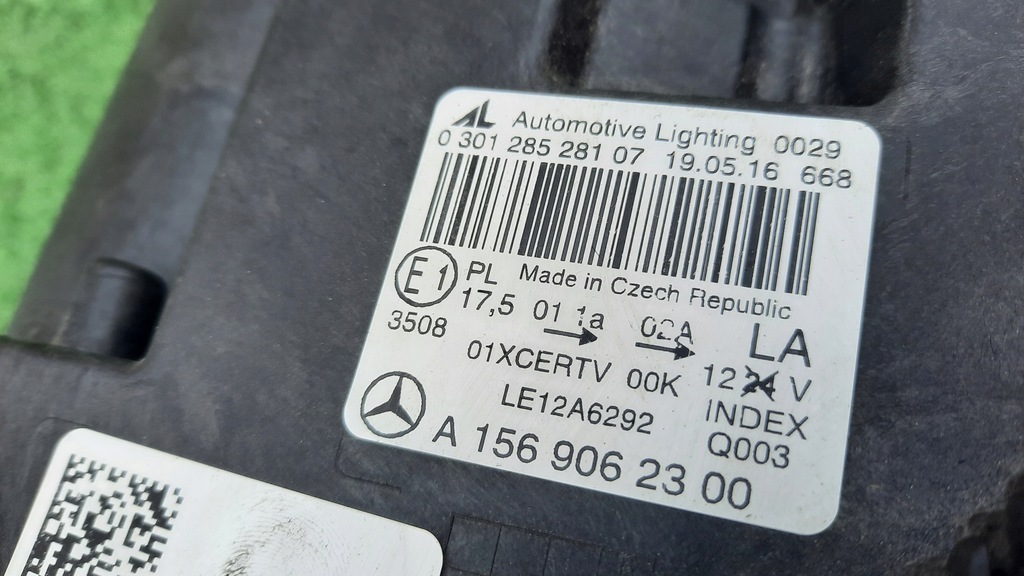 AL Automotive Lighting 0029
0 301 285 281 07 19.05.16 668
E1 PL Made in Czech Republic
17,5 01 1a 02A LA
3508
01XCERTV 00K 12 24 V
LE12A6292 INDEX
Q003
A 156 906 23 00